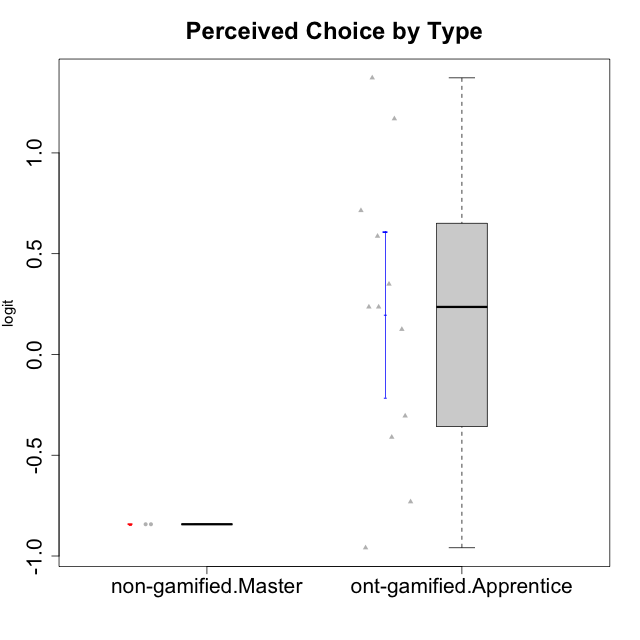 Perceived Choice by Type
logit
1.0
0.5
0.0
-0.5
-1.0
non-gamified.Master
ont-gamified.Apprentice